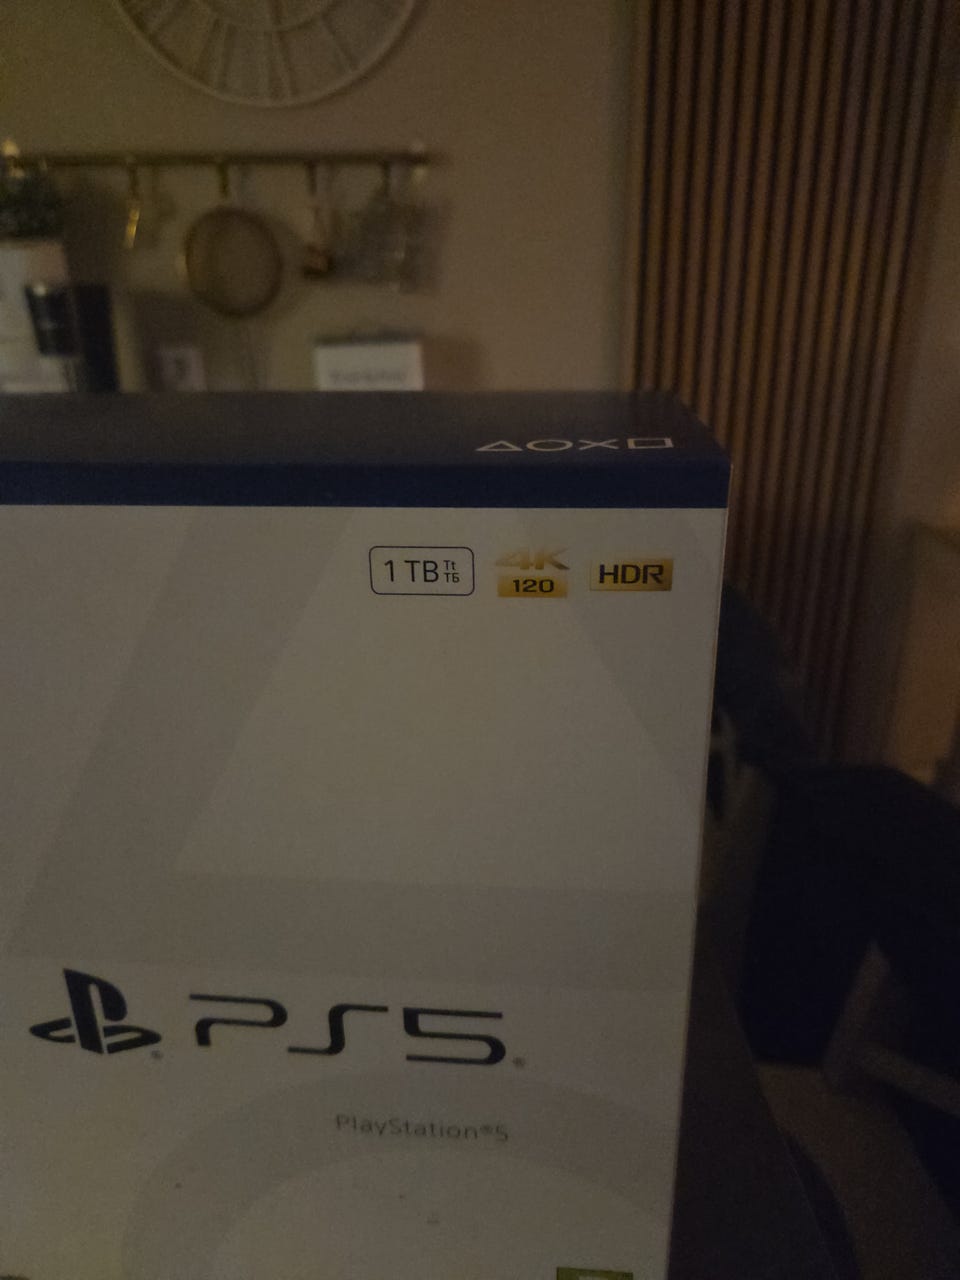 1 TB Tt
ТБ
4K
120
HDR
PS5®
PlayStation®5